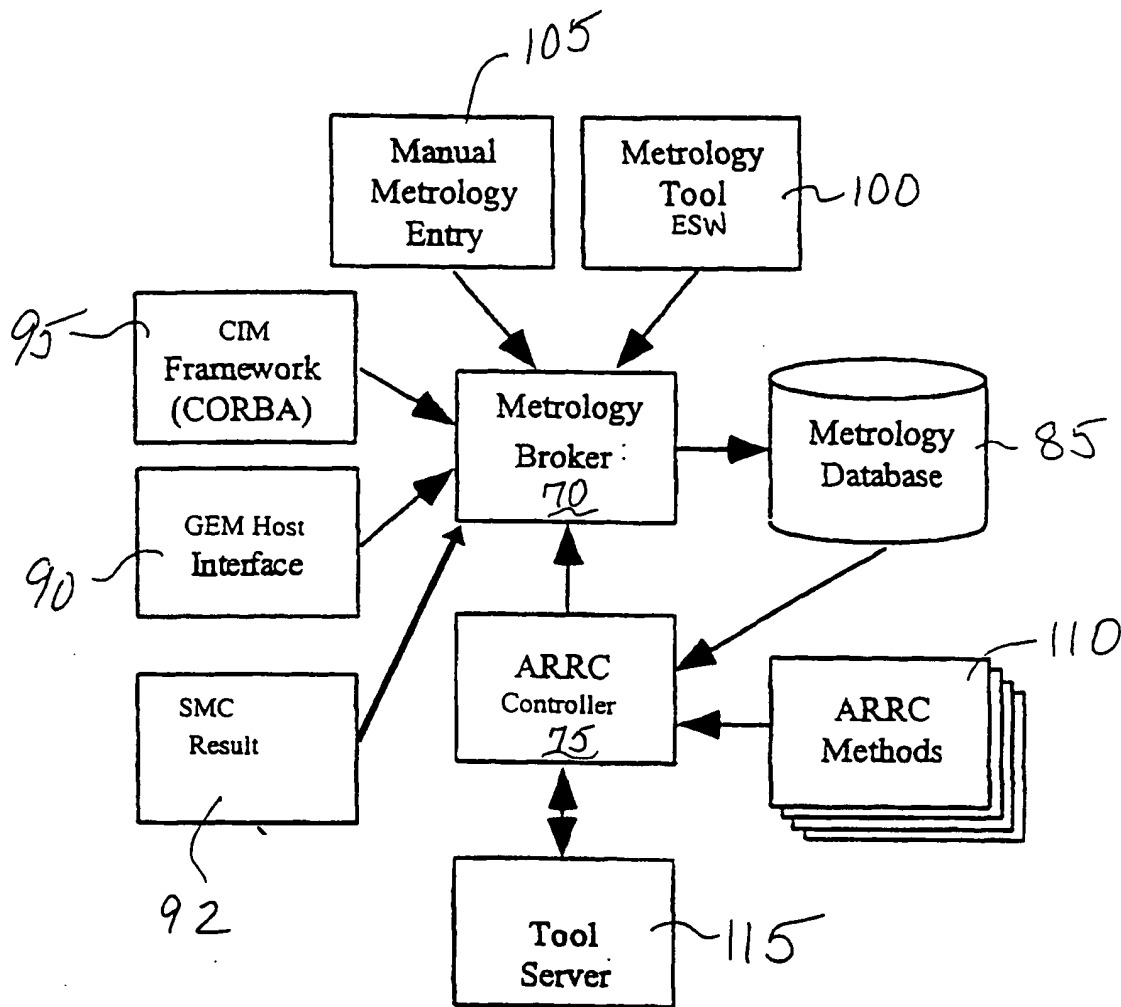 105
Manual
Metrology
Entry
Metrology
Tool
ESW
100
95
CIM
Framework
(CORBA)
Metrology
Broker
70
Metrology
Database
85
GEM Host
Interface
90
ARRC
Controller
75
110
ARRC
Methods
SMC
Result
92
Tool
Server
115